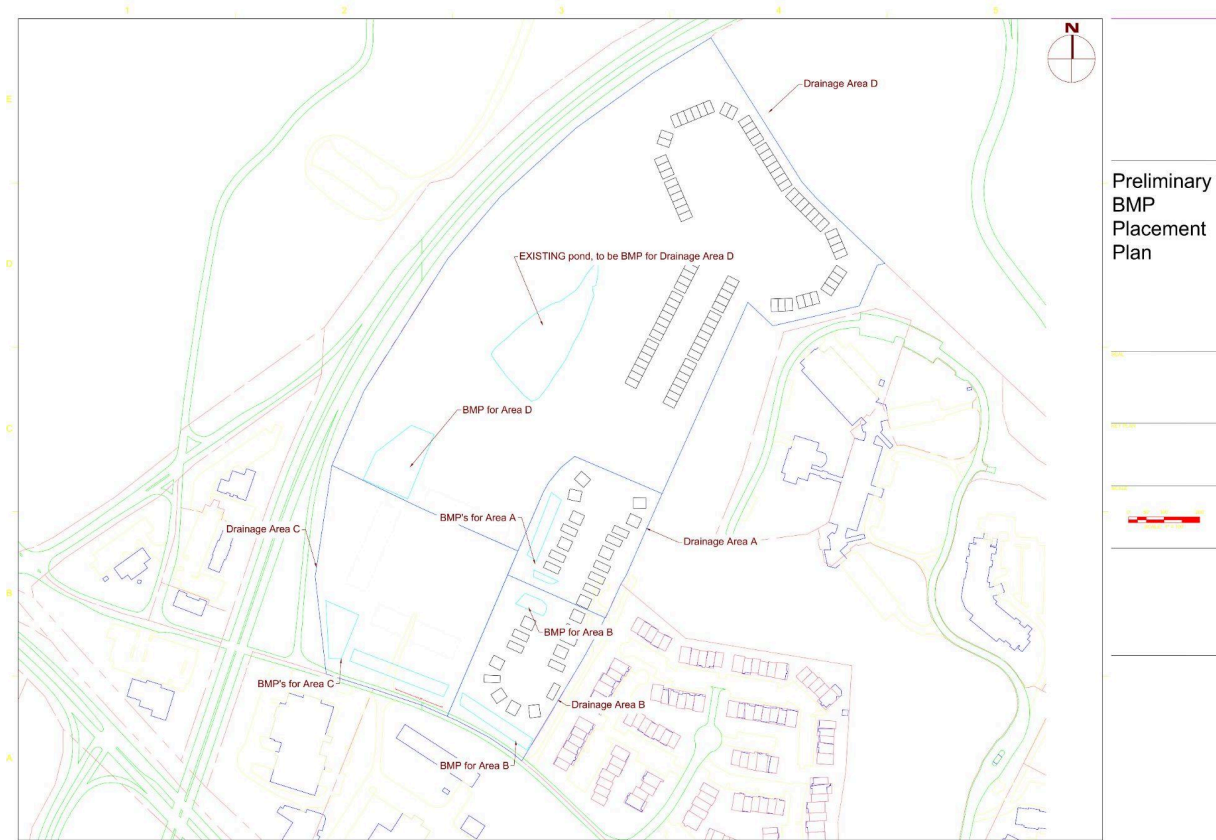 1 2 3 4 5
N
E
Drainage Area D
Preliminary
BMP
Placement
Plan
D
EXISTING pond, to be BMP for Drainage Area D
C
BMP for Area D
BMP's for Area A
Drainage Area C
Drainage Area A
B
BMP for Area B
BMP's for Area C
Drainage Area B
A
BMP for Area B